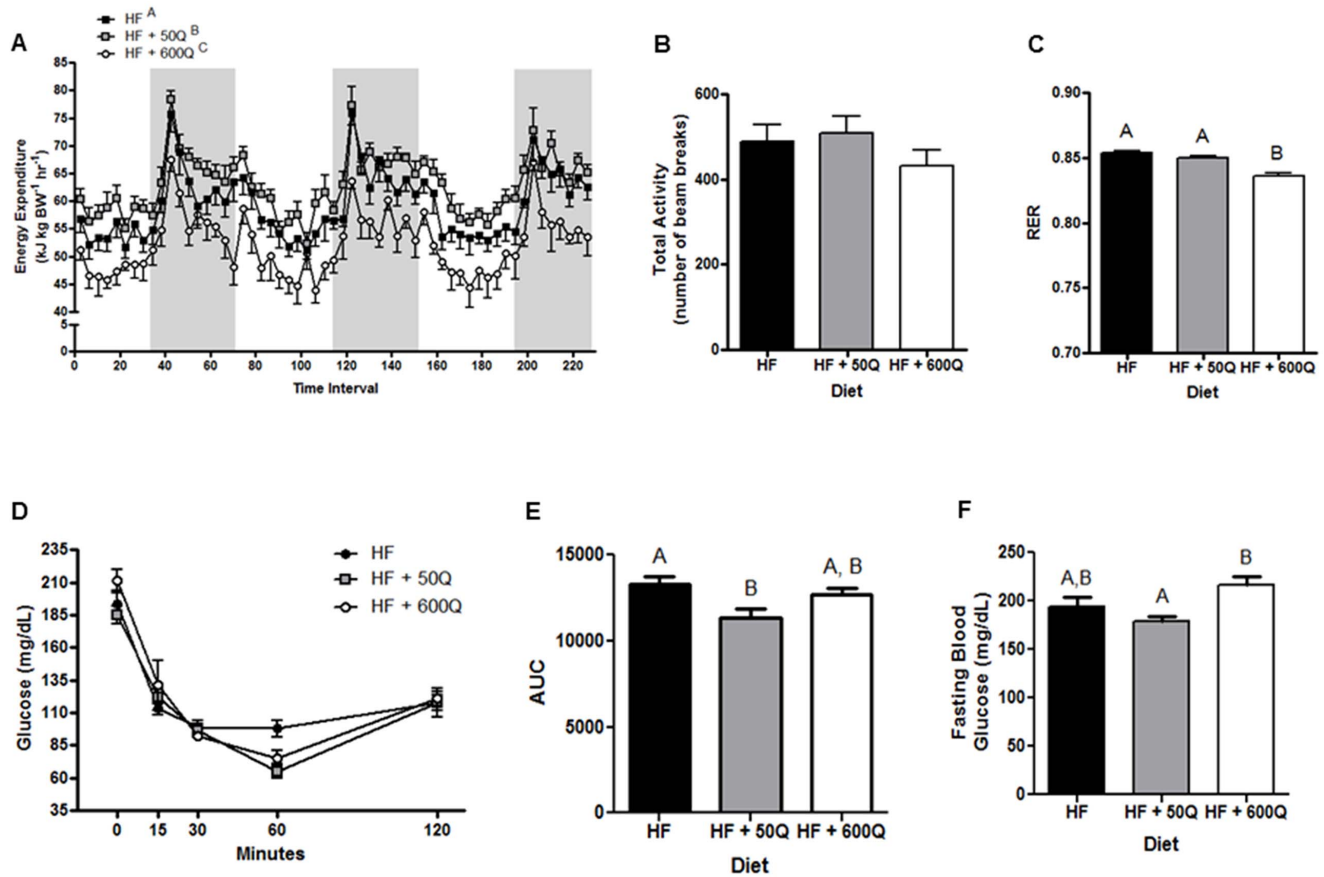 A
HF A
HF + 50Q B
HF + 600Q C
Energy Expenditure
(kJ kg BW-1 hr-1)
85
80
75
70
65
60
55
50
45
40
5
0
0 20 40 60 80 100 120 140 160 180 200 220
Time Interval
B
Total Activity
(number of beam breaks)
600
400
200
0
HF HF + 50Q HF + 600Q
Diet
C
RER
0.90
0.85
0.80
0.75
0.70
A A B
HF HF + 50Q HF + 600Q
Diet
D
HF
HF + 50Q
HF + 600Q
Glucose (mg/dL)
235
210
185
160
135
110
85
60
35
0 15 30 60 120
Minutes
E
AUC
15000
10000
5000
0
A B A, B
HF HF + 50Q HF + 600Q
Diet
F
Fasting Blood
Glucose (mg/dL)
250
200
150
100
50
0
A,B A B
HF HF + 50Q HF + 600Q
Diet